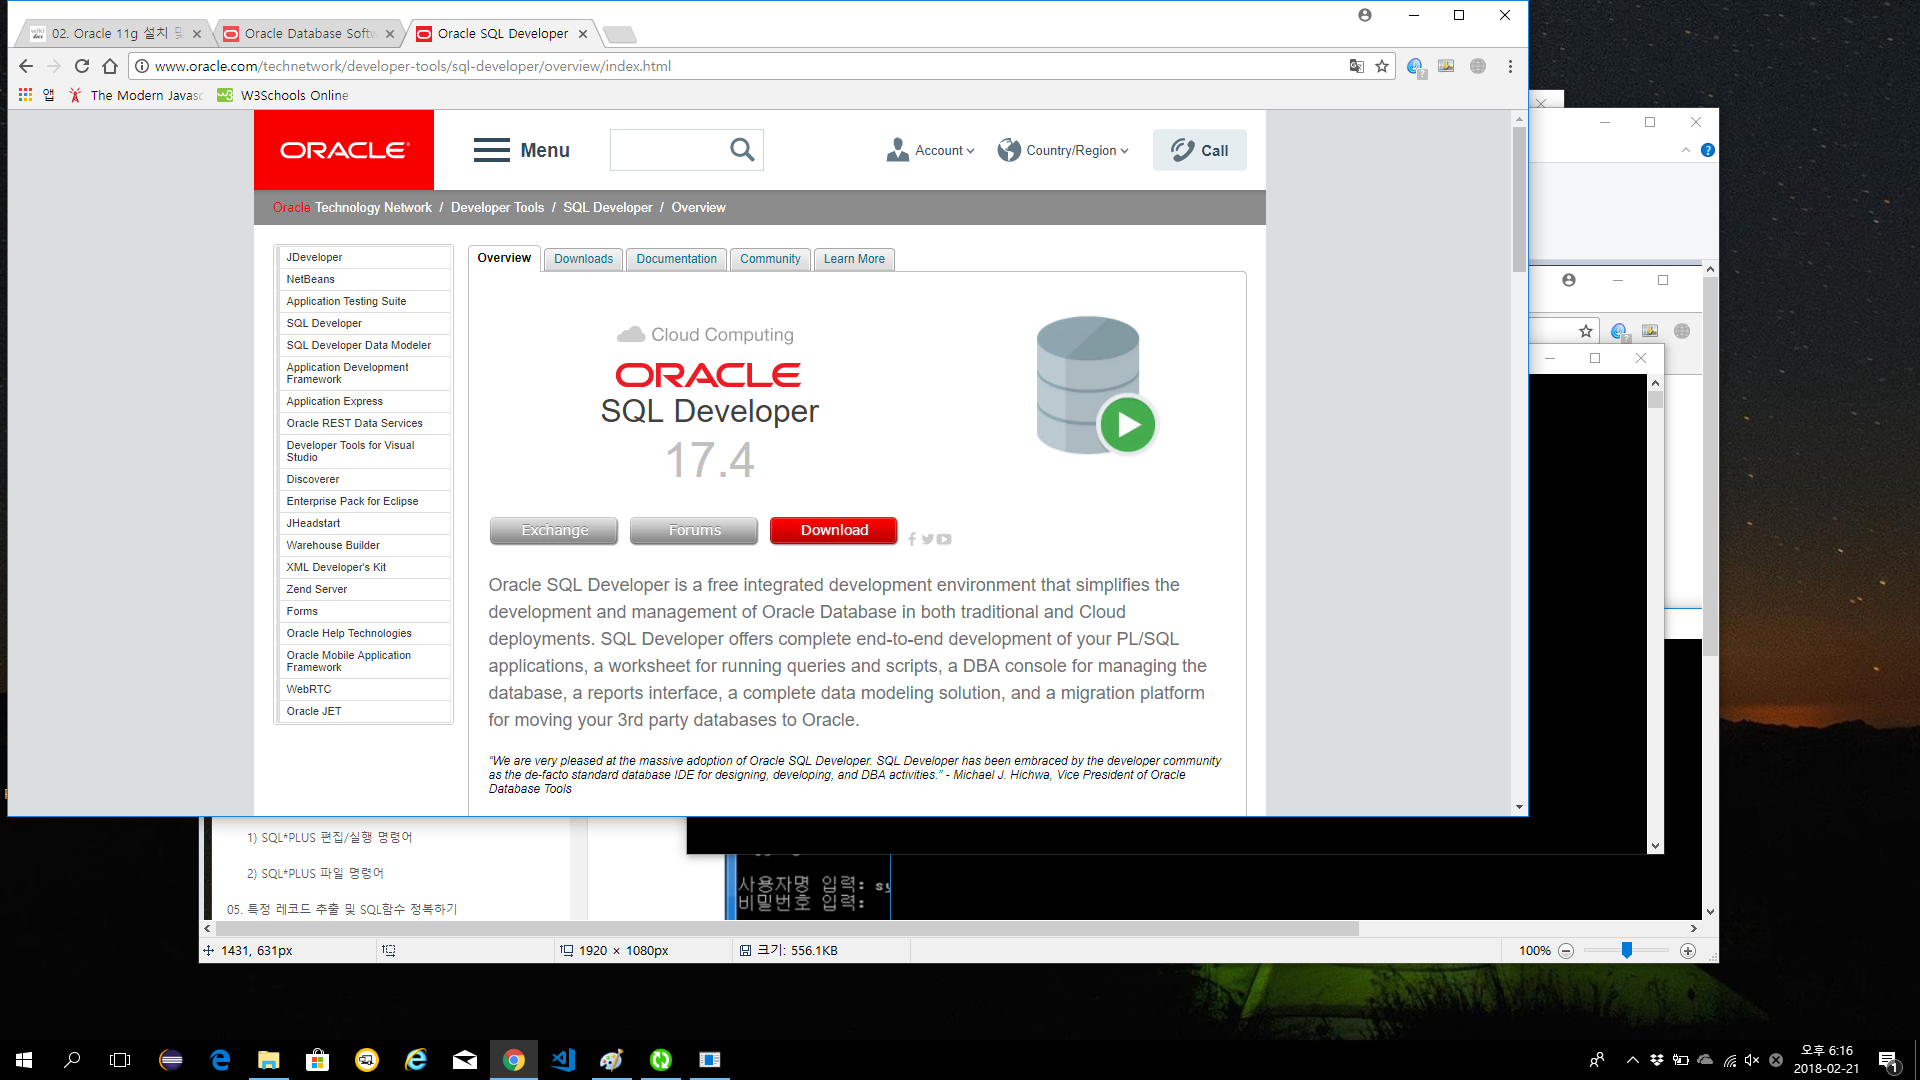 02. Oracle 11g 설치 및
Oracle Database Softw
Oracle SQL Developer
www.oracle.com/technetwork/developer-tools/sql-developer/overview/index.html
앱
The Modern Javasc
W3Schools Online
ORACLE
Menu
Account
Country/Region
Call
Oracle Technology Network / Developer Tools / SQL Developer / Overview
JDeveloper
NetBeans
Application Testing Suite
SQL Developer
SQL Developer Data Modeler
Application Development
Framework
Application Express
Oracle REST Data Services
Developer Tools for Visual
Studio
Discoverer
Enterprise Pack for Eclipse
JHeadstart
Warehouse Builder
XML Developer's Kit
Zend Server
Forms
Oracle Help Technologies
Oracle Mobile Application
Framework
WebRTC
Oracle JET
Overview
Downloads
Documentation
Community
Learn More
Cloud Computing
ORACLE
SQL Developer
17.4
Exchange
Forums
Download
Oracle SQL Developer is a free integrated development environment that simplifies the
development and management of Oracle Database in both traditional and Cloud
deployments. SQL Developer offers complete end-to-end development of your PL/SQL
applications, a worksheet for running queries and scripts, a DBA console for managing the
database, a reports interface, a complete data modeling solution, and a migration platform
for moving your 3rd party databases to Oracle.
"We are very pleased at the massive adoption of Oracle SQL Developer. SQL Developer has been embraced by the developer community
as the de-facto standard database IDE for designing, developing, and DBA activities." - Michael J. Hichwa, Vice President of Oracle
Database Tools
1) SQL*PLUS 편집/실행 명령어
2) SQL*PLUS 파일 명령어
05. 특정 레코드 추출 및 SQL함수 정복하기
사용자명 입력: sy
비밀번호 입력:
1431, 631px
1920 × 1080px
크기: 556.1KB
100%
오후 6:16
2018-02-21
1